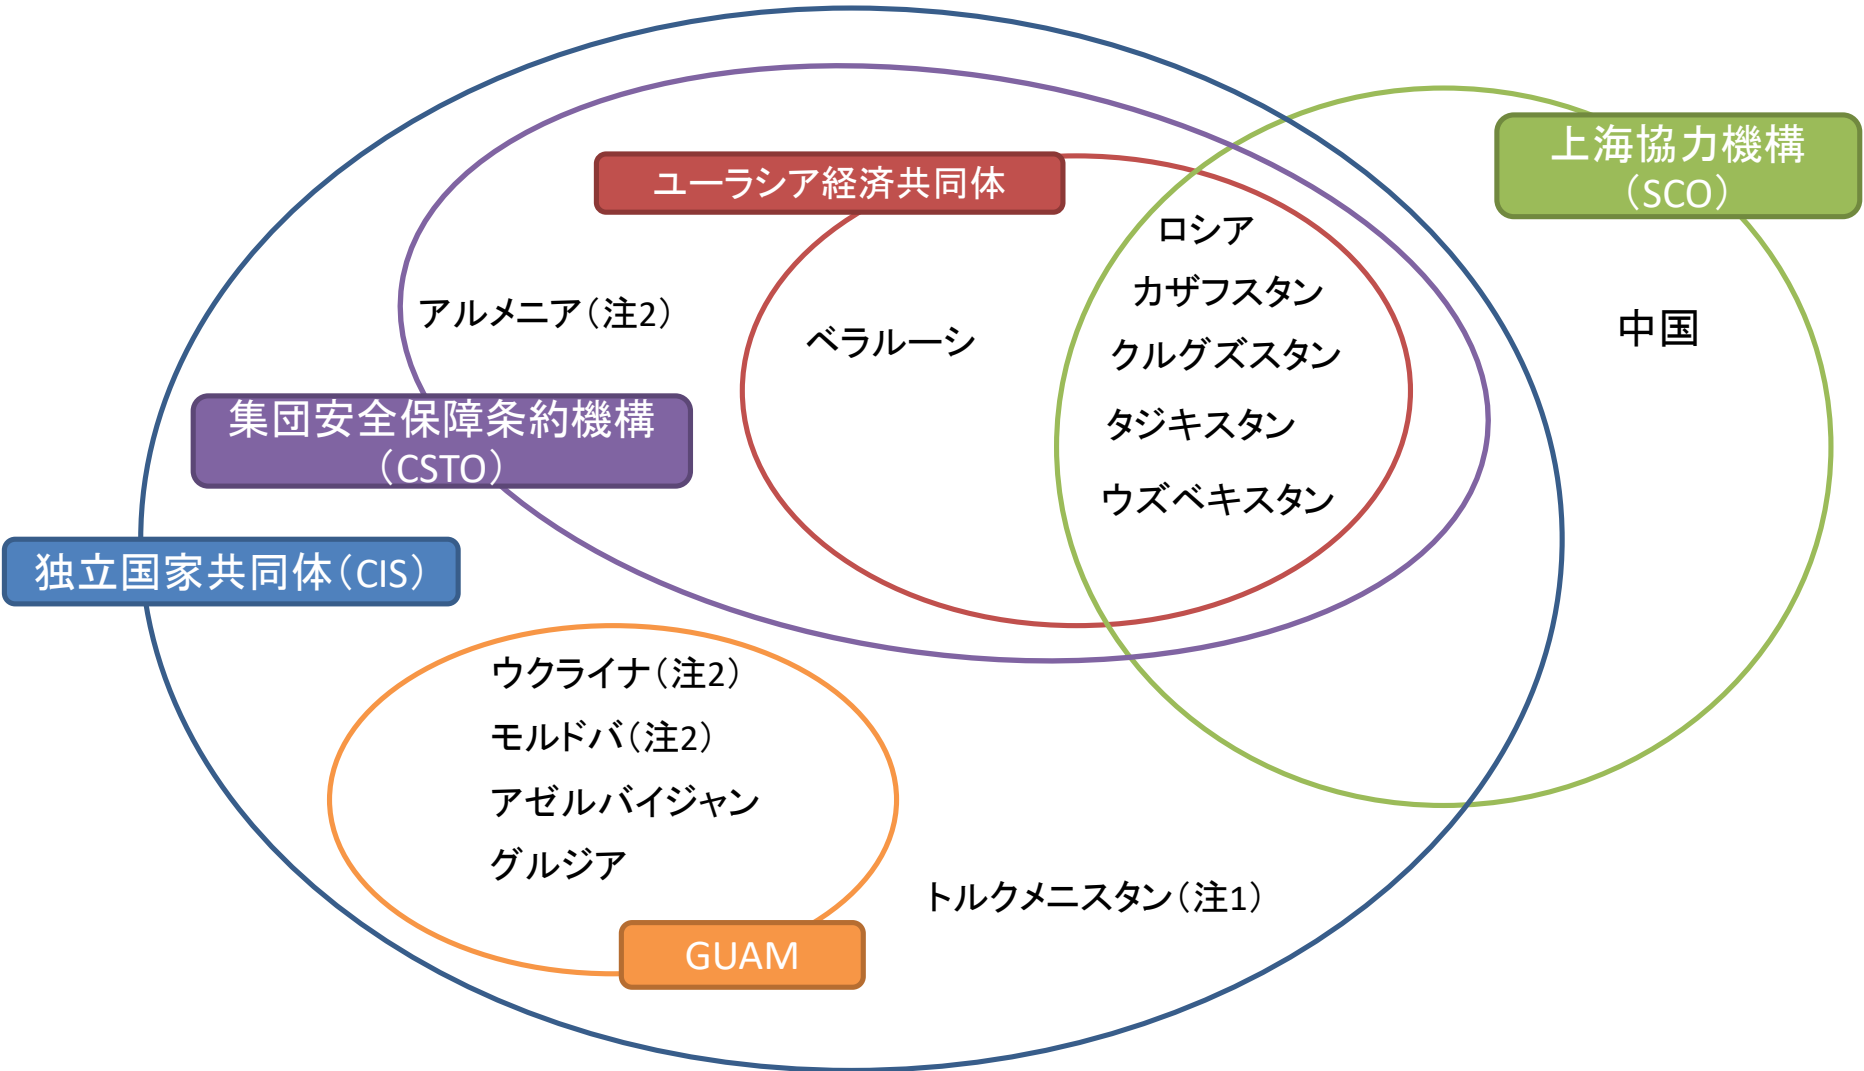 上海協力機構
（SCO）
ユーラシア経済共同体
ロシア
カザフスタン
アルメニア（注2）
ベラルーシ
クルグズスタン
中国
集団安全保障条約機構
（CSTO）
タジキスタン
ウズベキスタン
独立国家共同体（CIS）
ウクライナ（注2）
モルドバ（注2）
アゼルバイジャン
グルジア
トルクメニスタン（注1）
GUAM